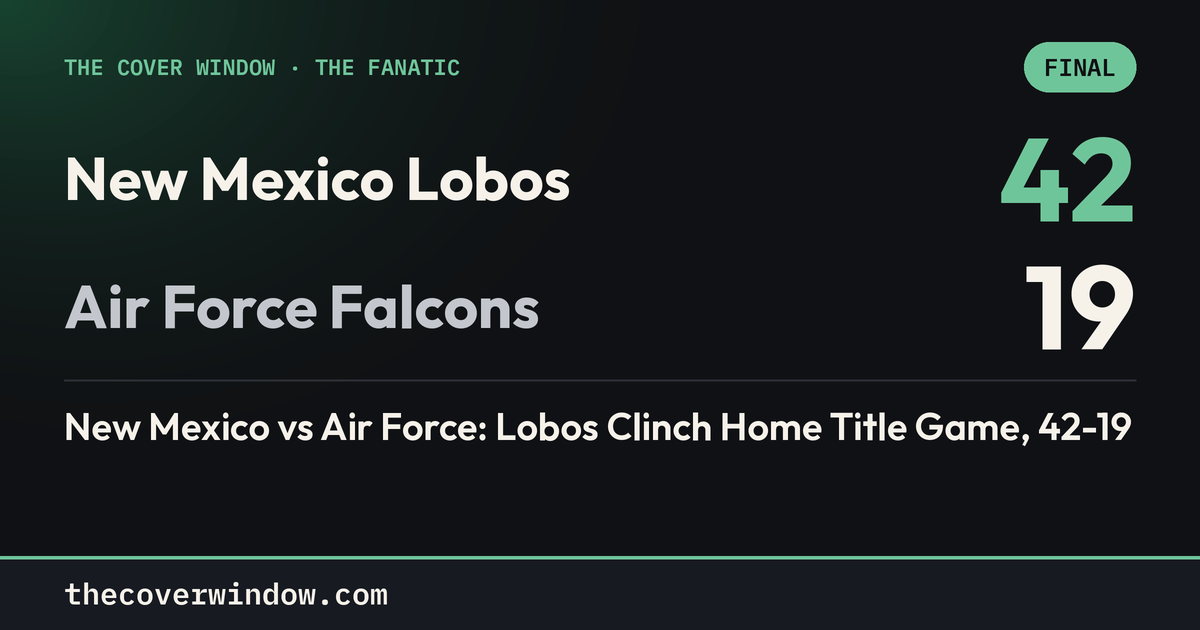 THE COVER WINDOW · THE FANATIC
FINAL
New Mexico Lobos 42
Air Force Falcons 19
New Mexico vs Air Force: Lobos Clinch Home Title Game, 42-19
thecoverwindow.com